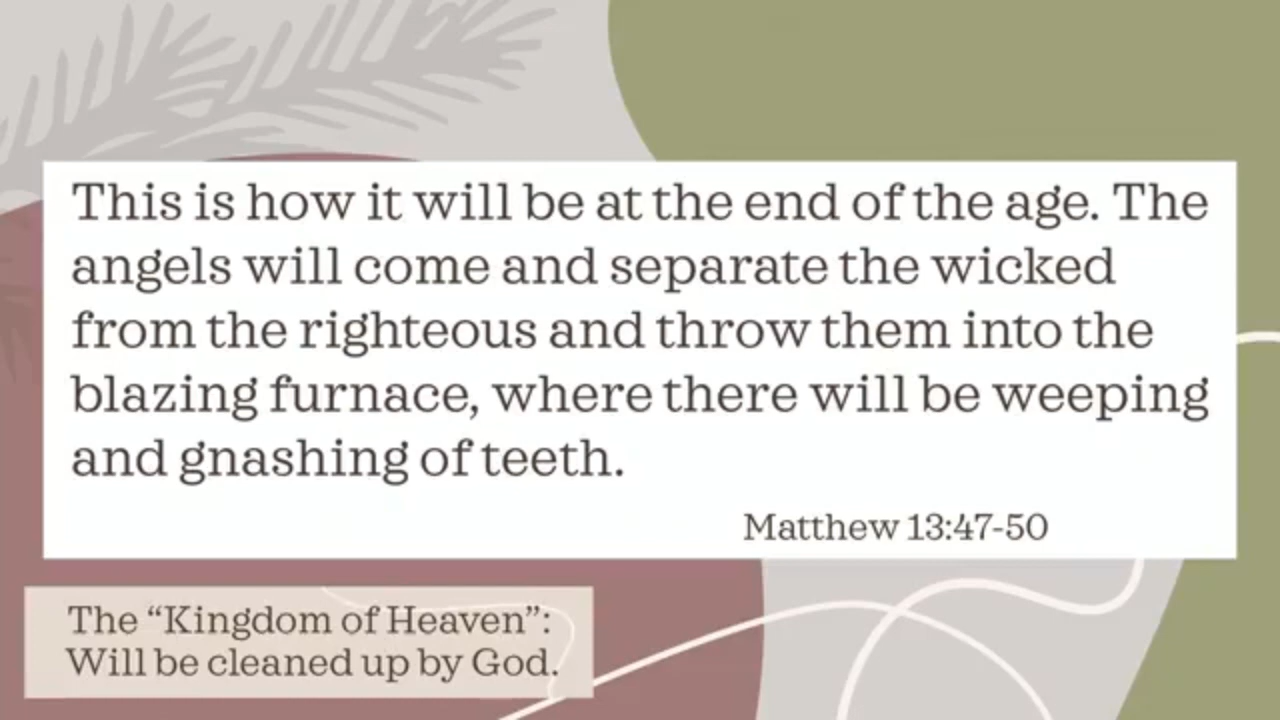 This is how it will be at the end of the age. The
angels will come and separate the wicked
from the righteous and throw them into the
blazing furnace, where there will be weeping
and gnashing of teeth.
Matthew 13:47-50
The “Kingdom of Heaven”:
Will be cleaned up by God.